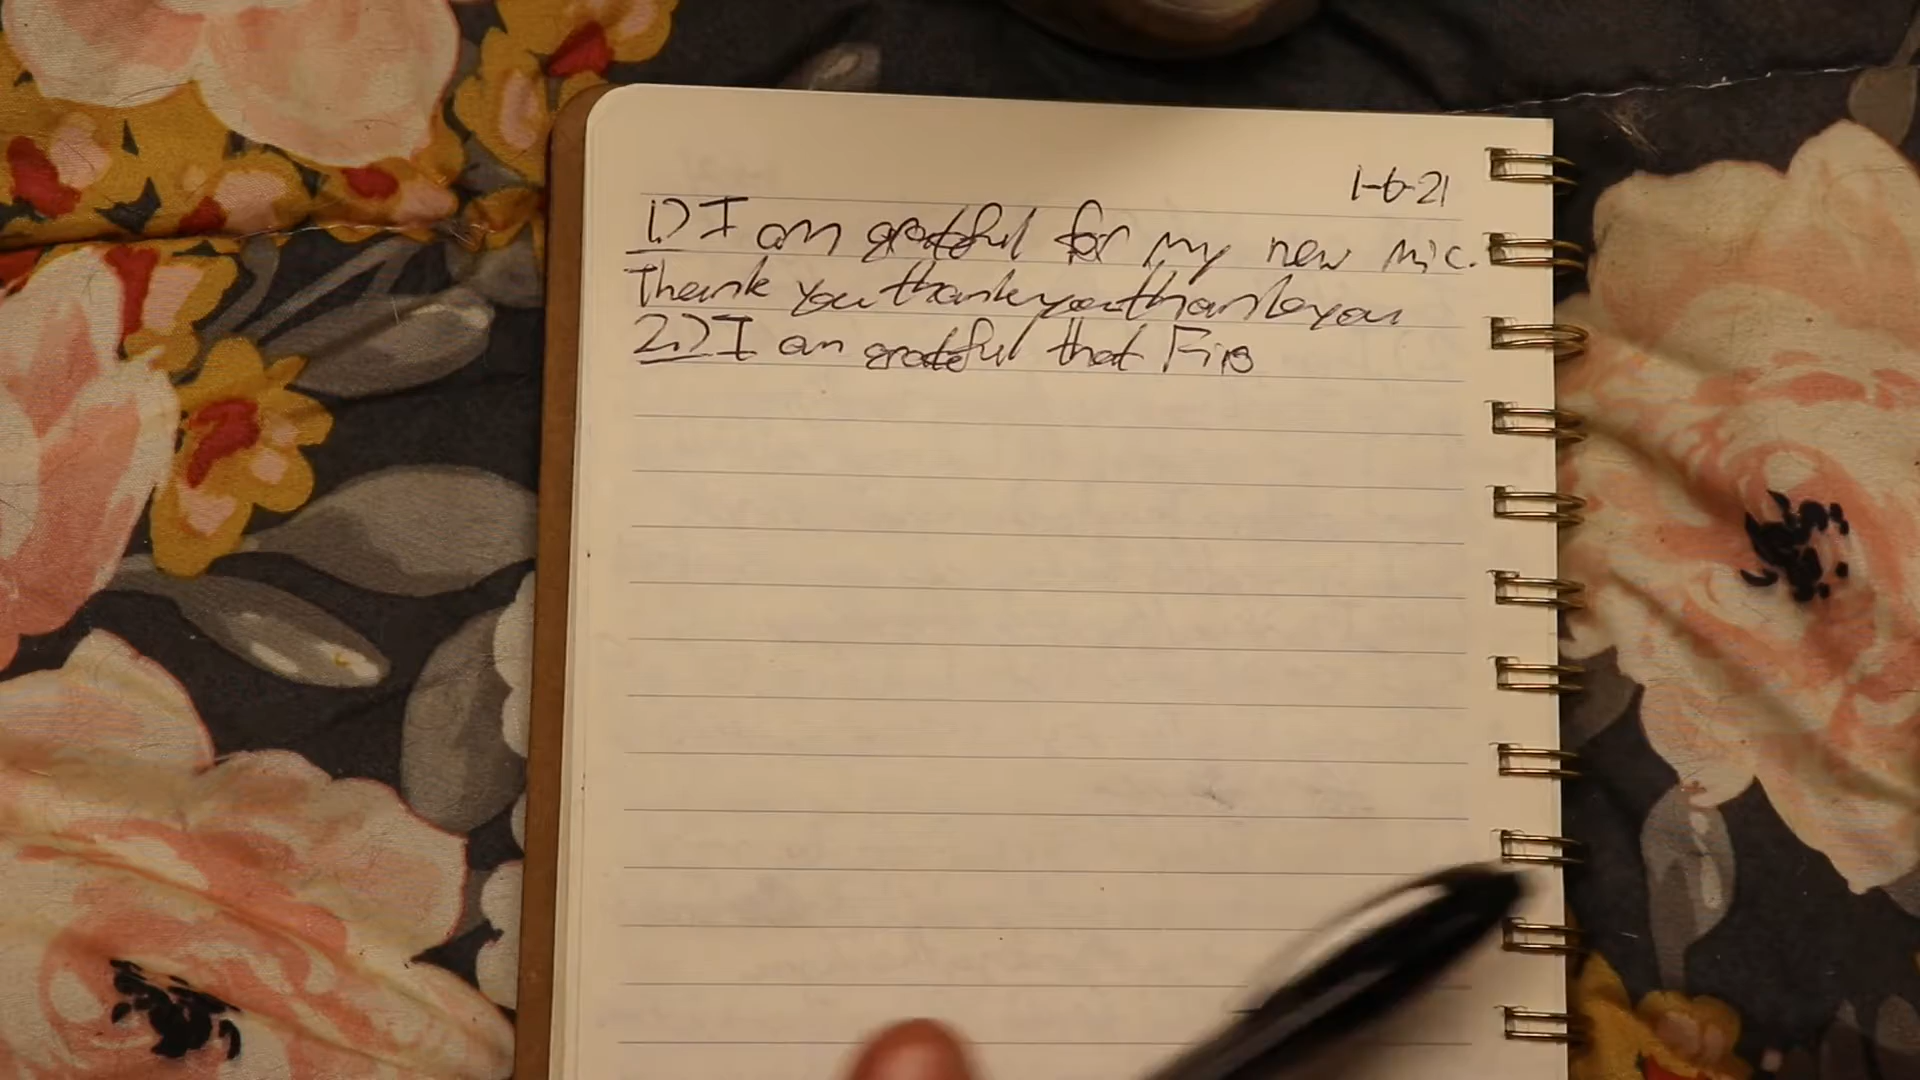 1-6-21
1.) I am grateful for my new mic.
Thank you thank you thank you
2.) I am grateful that